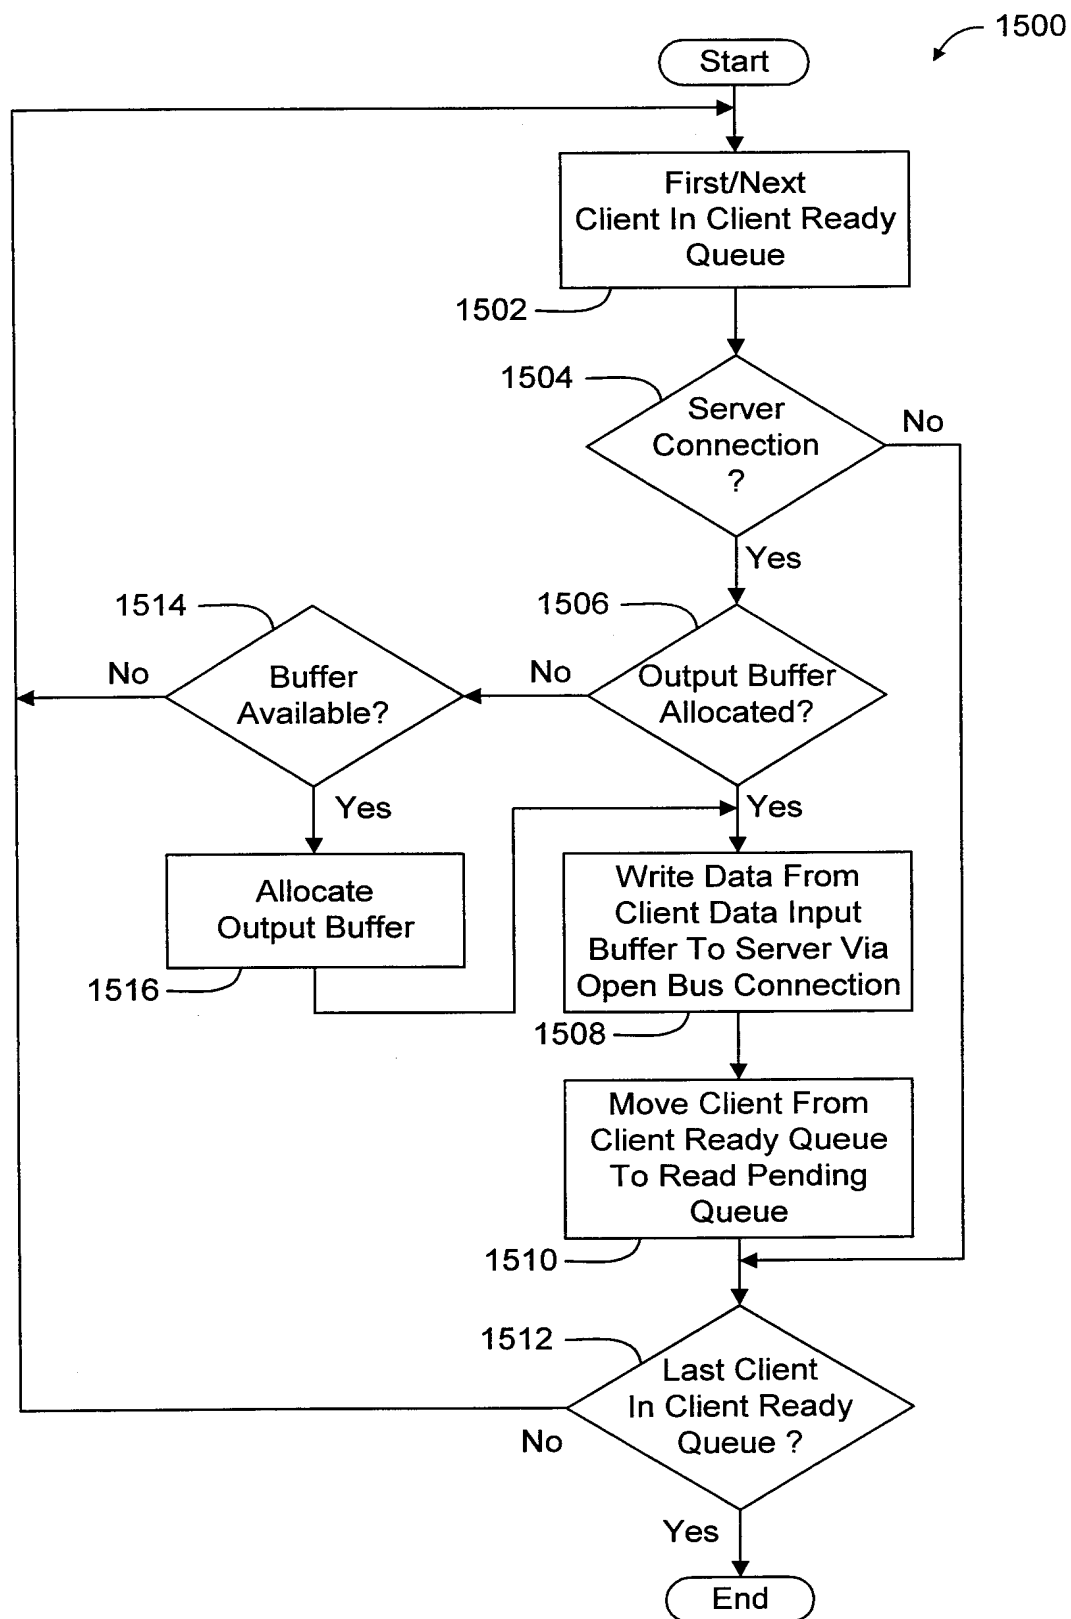 1500
Start
First/Next
Client In Client Ready
Queue
1502
1504
Server
Connection
?
No
Yes
1514
1506
No
Buffer
Available?
No
Output Buffer
Allocated?
Yes
Yes
Allocate
Output Buffer
1516
Write Data From
Client Data Input
Buffer To Server Via
Open Bus Connection
1508
Move Client From
Client Ready Queue
To Read Pending
Queue
1510
1512
Last Client
In Client Ready
Queue ?
No
Yes
End